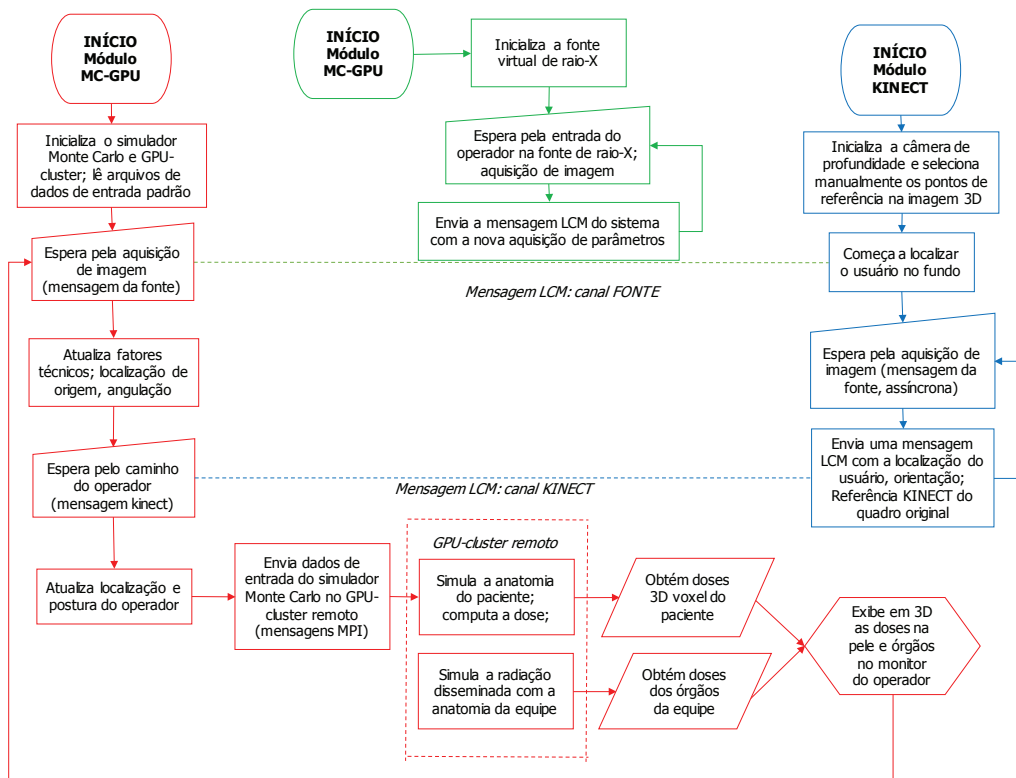 INÍCIO
Módulo
MC-GPU
Inicializa o simulador
Monte Carlo e GPU-
cluster; lê arquivos de
dados de entrada padrão
Espera pela aquisição
de imagem
(mensagem da fonte)
Atualiza fatores
técnicos; localização de
origem, angulação
Espera pelo caminho
do operador
(mensagem kinect)
Atualiza localização e
postura do operador
Envia dados de
entrada do simulador
Monte Carlo no GPU-
cluster remoto
(mensagens MPI)
GPU-cluster remoto
Simula a anatomia
do paciente;
computa a dose;
Simula a radiação
disseminada com a
anatomia da equipe
Obtém doses
3D voxel do
paciente
Obtém doses
dos órgãos
da equipe
Exibe em 3D
as doses na
pele e órgãos
no monitor
do operador
INÍCIO
Módulo
MC-GPU
Inicializa a fonte
virtual de raio-X
Espera pela entrada do
operador na fonte de raio-X;
aquisição de imagem
Envia a mensagem LCM do sistema
com a nova aquisição de parâmetros
Mensagem LCM: canal FONTE
Mensagem LCM: canal KINECT
INÍCIO
Módulo
KINECT
Inicializa a câmera de
profundidade e seleciona
manualmente os pontos de
referência na imagem 3D
Começa a localizar
o usuário no fundo
Espera pela aquisição de
imagem (mensagem da
fonte, assíncrona)
Envia uma mensagem
LCM com a localização do
usuário, orientação;
Referência KINECT do
quadro original